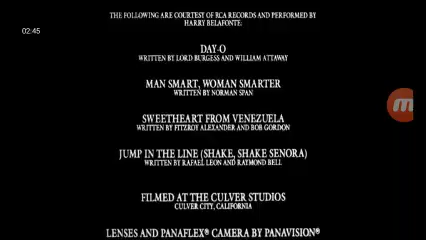 THE FOLLOWING ARE COURTESY OF RCA RECORDS AND PERFORMED BY
HARRY BELAFONTE:
02:45
DAY-O
WRITTEN BY LORD BURGESS AND WILLIAM ATTAWAY
MAN SMART, WOMAN SMARTER
WRITTEN BY NORMAN SPAN
SWEETHEART FROM VENEZUELA
WRITTEN BY FITZROY ALEXANDER AND BOB GORDON
JUMP IN THE LINE (SHAKE, SHAKE SENORA)
WRITTEN BY RAFAEL LEON AND RAYMOND BELL
FILMED AT THE CULVER STUDIOS
CULVER CITY, CALIFORNIA
LENSES AND PANAFLEX® CAMERA BY PANAVISION®